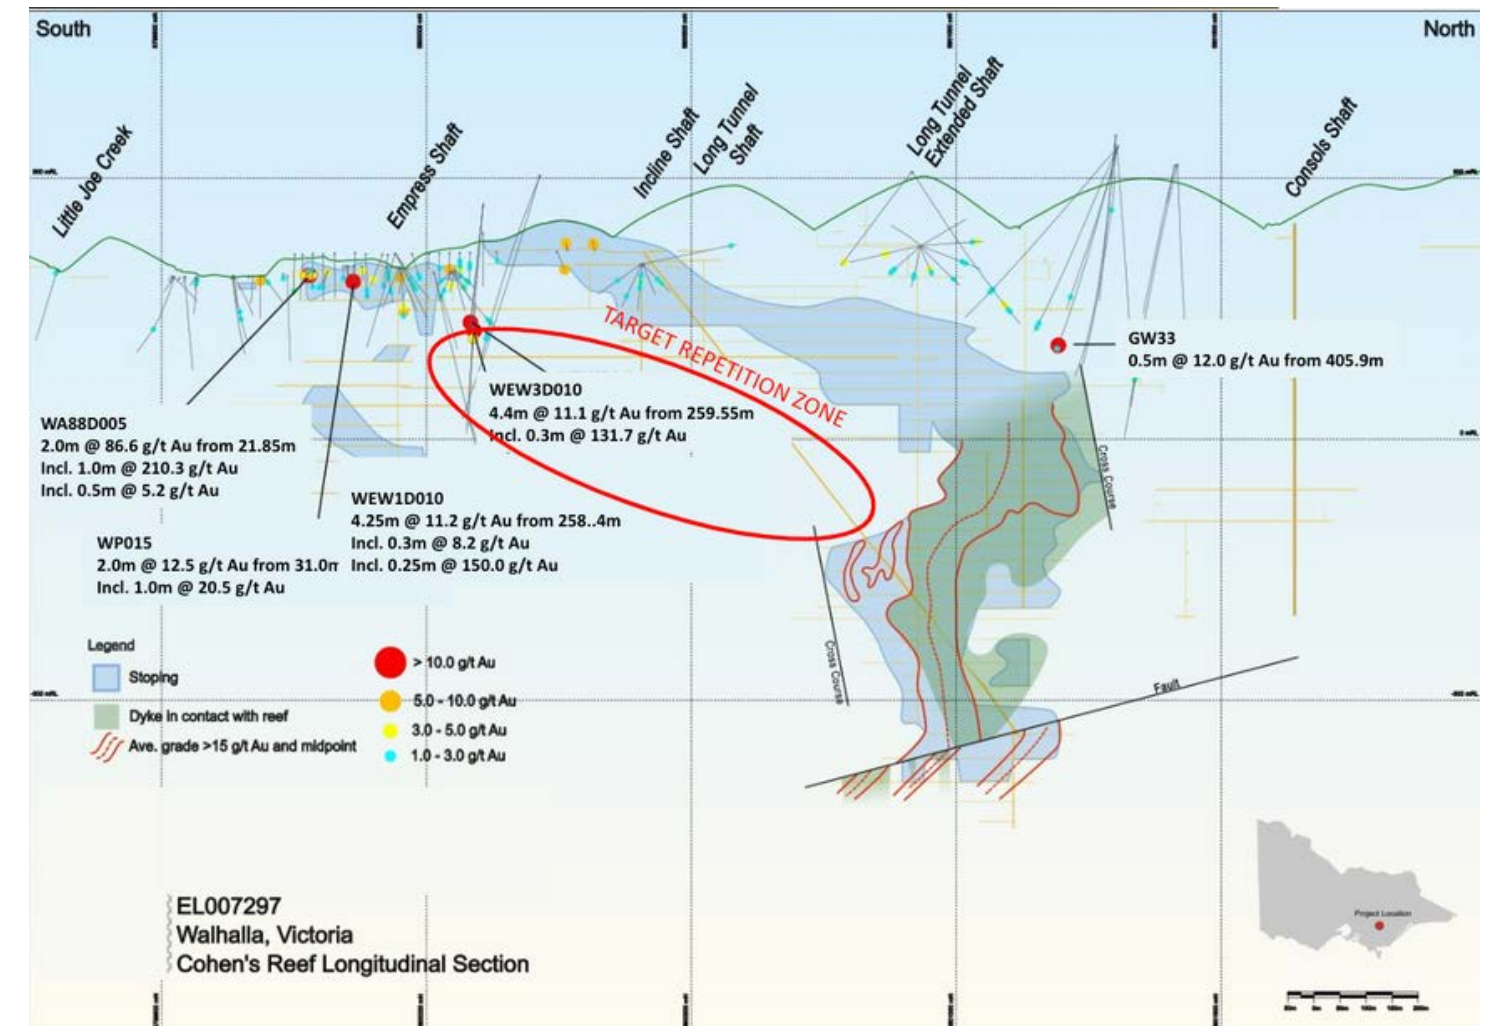 South
North
Little Joe Creek
Empress Shaft
Incline Shaft
Long Tunnel
Shaft
Long Tunnel
Extended Shaft
Consols Shaft
TARGET REPETITION ZONE
GW33
0.5m @ 12.0 g/t Au from 405.9m
WEW3D010
4.4m @ 11.1 g/t Au from 259.55m
Incl. 0.3m @ 131.7 g/t Au
WA88D005
2.0m @ 86.6 g/t Au from 21.85m
Incl. 1.0m @ 210.3 g/t Au
Incl. 0.5m @ 5.2 g/t Au
WEW1D010
4.25m @ 11.2 g/t Au from 258..4m
Incl. 0.3m @ 8.2 g/t Au
Incl. 0.25m @ 150.0 g/t Au
WP015
2.0m @ 12.5 g/t Au from 31.0m
Incl. 1.0m @ 20.5 g/t Au
Cross Course
Cross Course
Fault
Legend
Stoping
Dyke in contact with reef
Ave. grade >15 g/t Au and midpoint
> 10.0 g/t Au
5.0 - 10.0 g/t Au
3.0 - 5.0 g/t Au
1.0 - 3.0 g/t Au
Project Location
EL007297
Walhalla, Victoria
Cohen's Reef Longitudinal Section